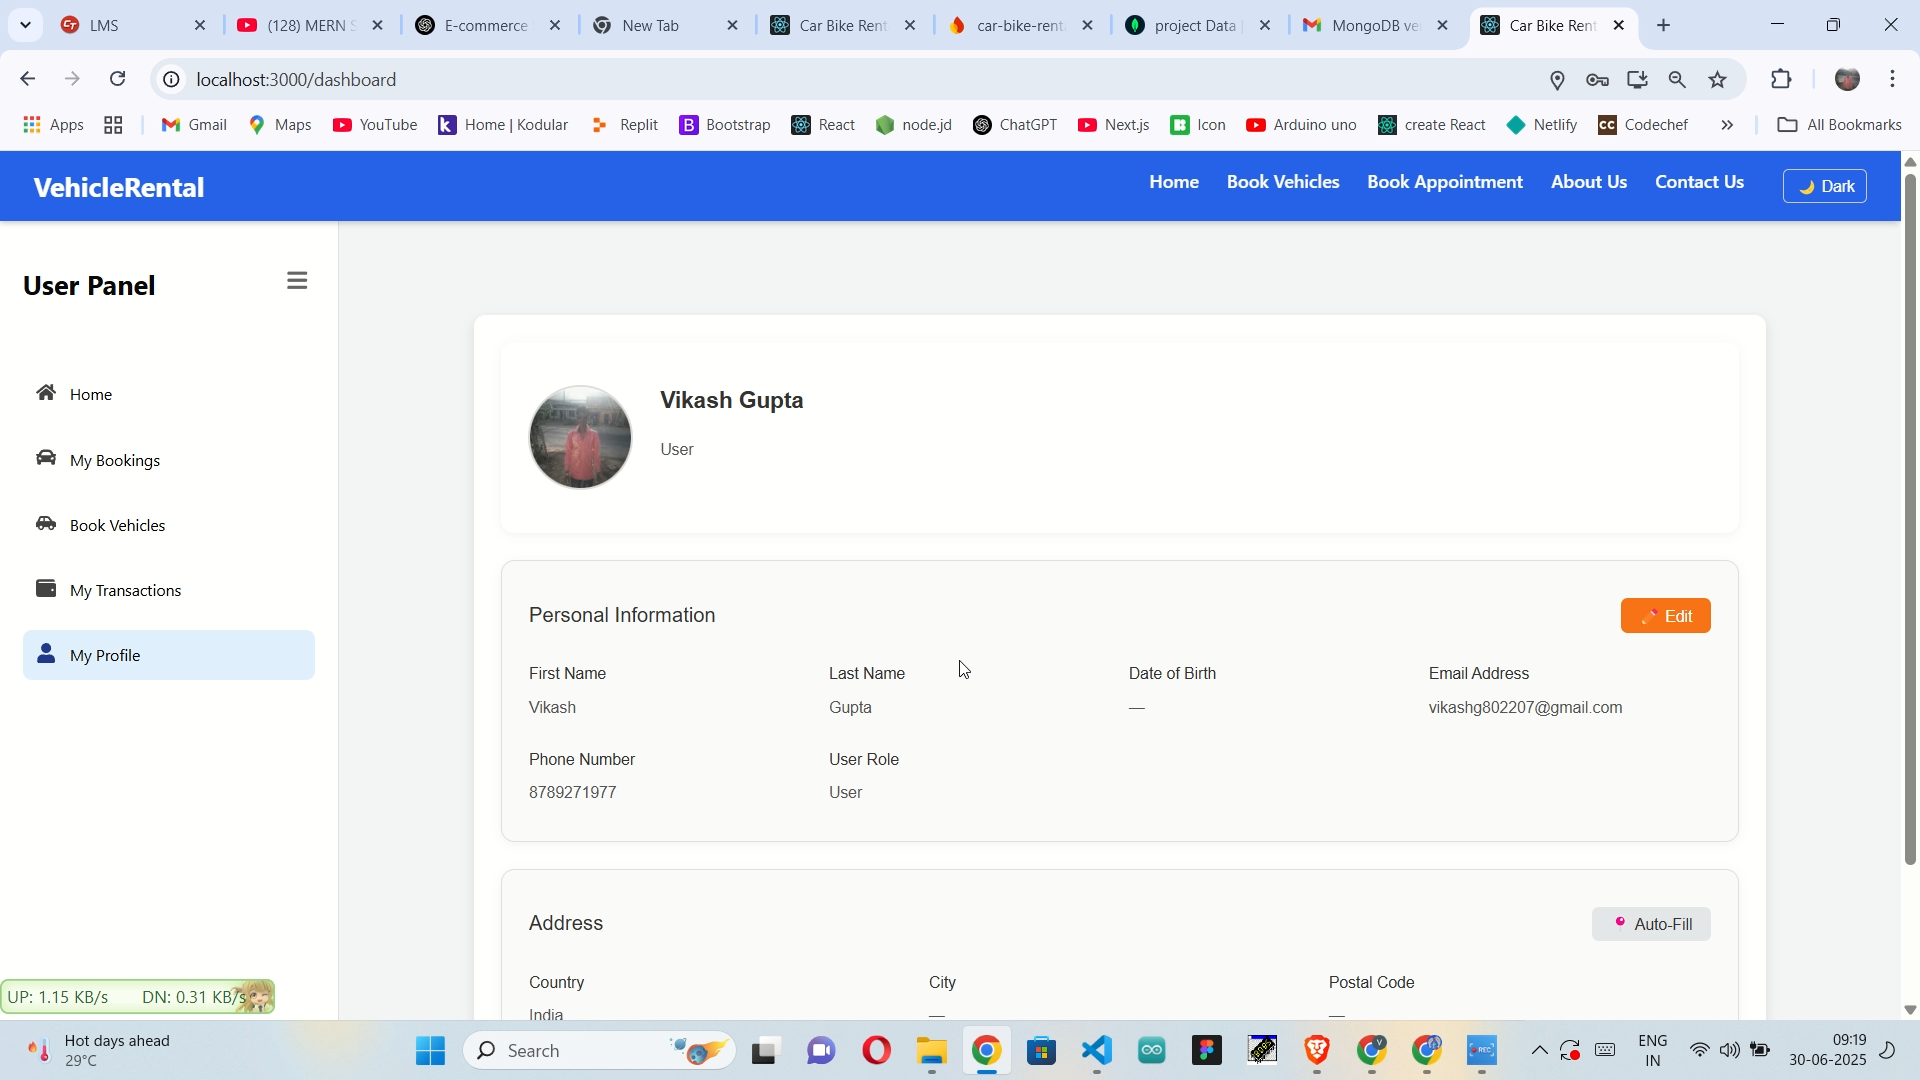 LMS
(128) MERN S
E-commerce
New Tab
Car Bike Rent
car-bike-renta
project Data |
MongoDB ve
Car Bike Rent
localhost:3000/dashboard
Apps
Gmail
Maps
YouTube
Home | Kodular
Replit
Bootstrap
React
node.jd
ChatGPT
Next.js
Icon
Arduino uno
create React
Netlify
Codechef
All Bookmarks
VehicleRental
Home
Book Vehicles
Book Appointment
About Us
Contact Us
Dark
User Panel
Home
My Bookings
Book Vehicles
My Transactions
My Profile
Vikash Gupta
User
Personal Information
Edit
First Name
Last Name
Date of Birth
Email Address
Vikash
Gupta
—
vikashg802207@gmail.com
Phone Number
User Role
8789271977
User
Address
Auto-Fill
Country
City
Postal Code
India
—
—
UP: 1.15 KB/s DN: 0.31 KB/s
Hot days ahead
29°C
Search
REC
ENG
IN
09:19
30-06-2025